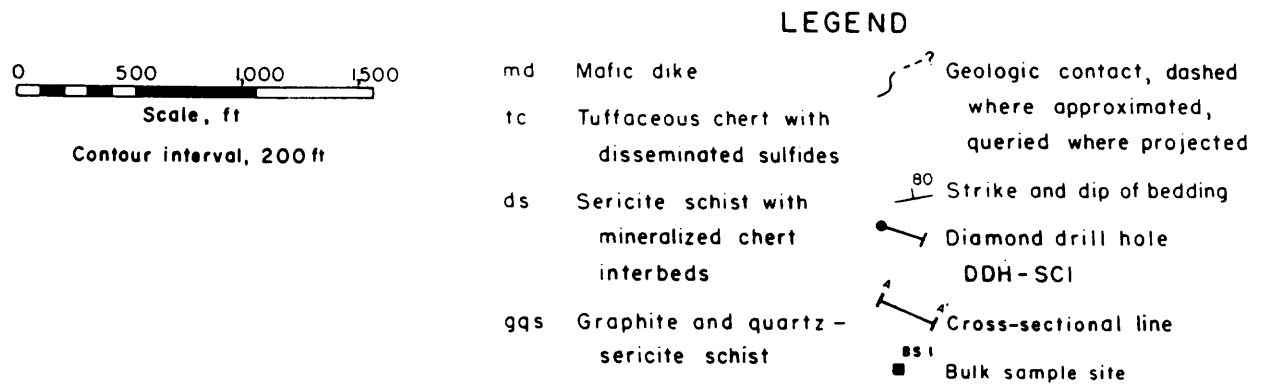 LEGEND
0 500 1,000 1,500
Scale, ft
Contour interval, 200 ft
md Mafic dike
tc Tuffaceous chert with
disseminated sulfides
ds Sericite schist with
mineralized chert
interbeds
gqs Graphite and quartz-
sericite schist
? Geologic contact, dashed
where approximated,
queried where projected
80 Strike and dip of bedding
Diamond drill hole
DDH-SCI
A A' Cross-sectional line
BS 1
Bulk sample site